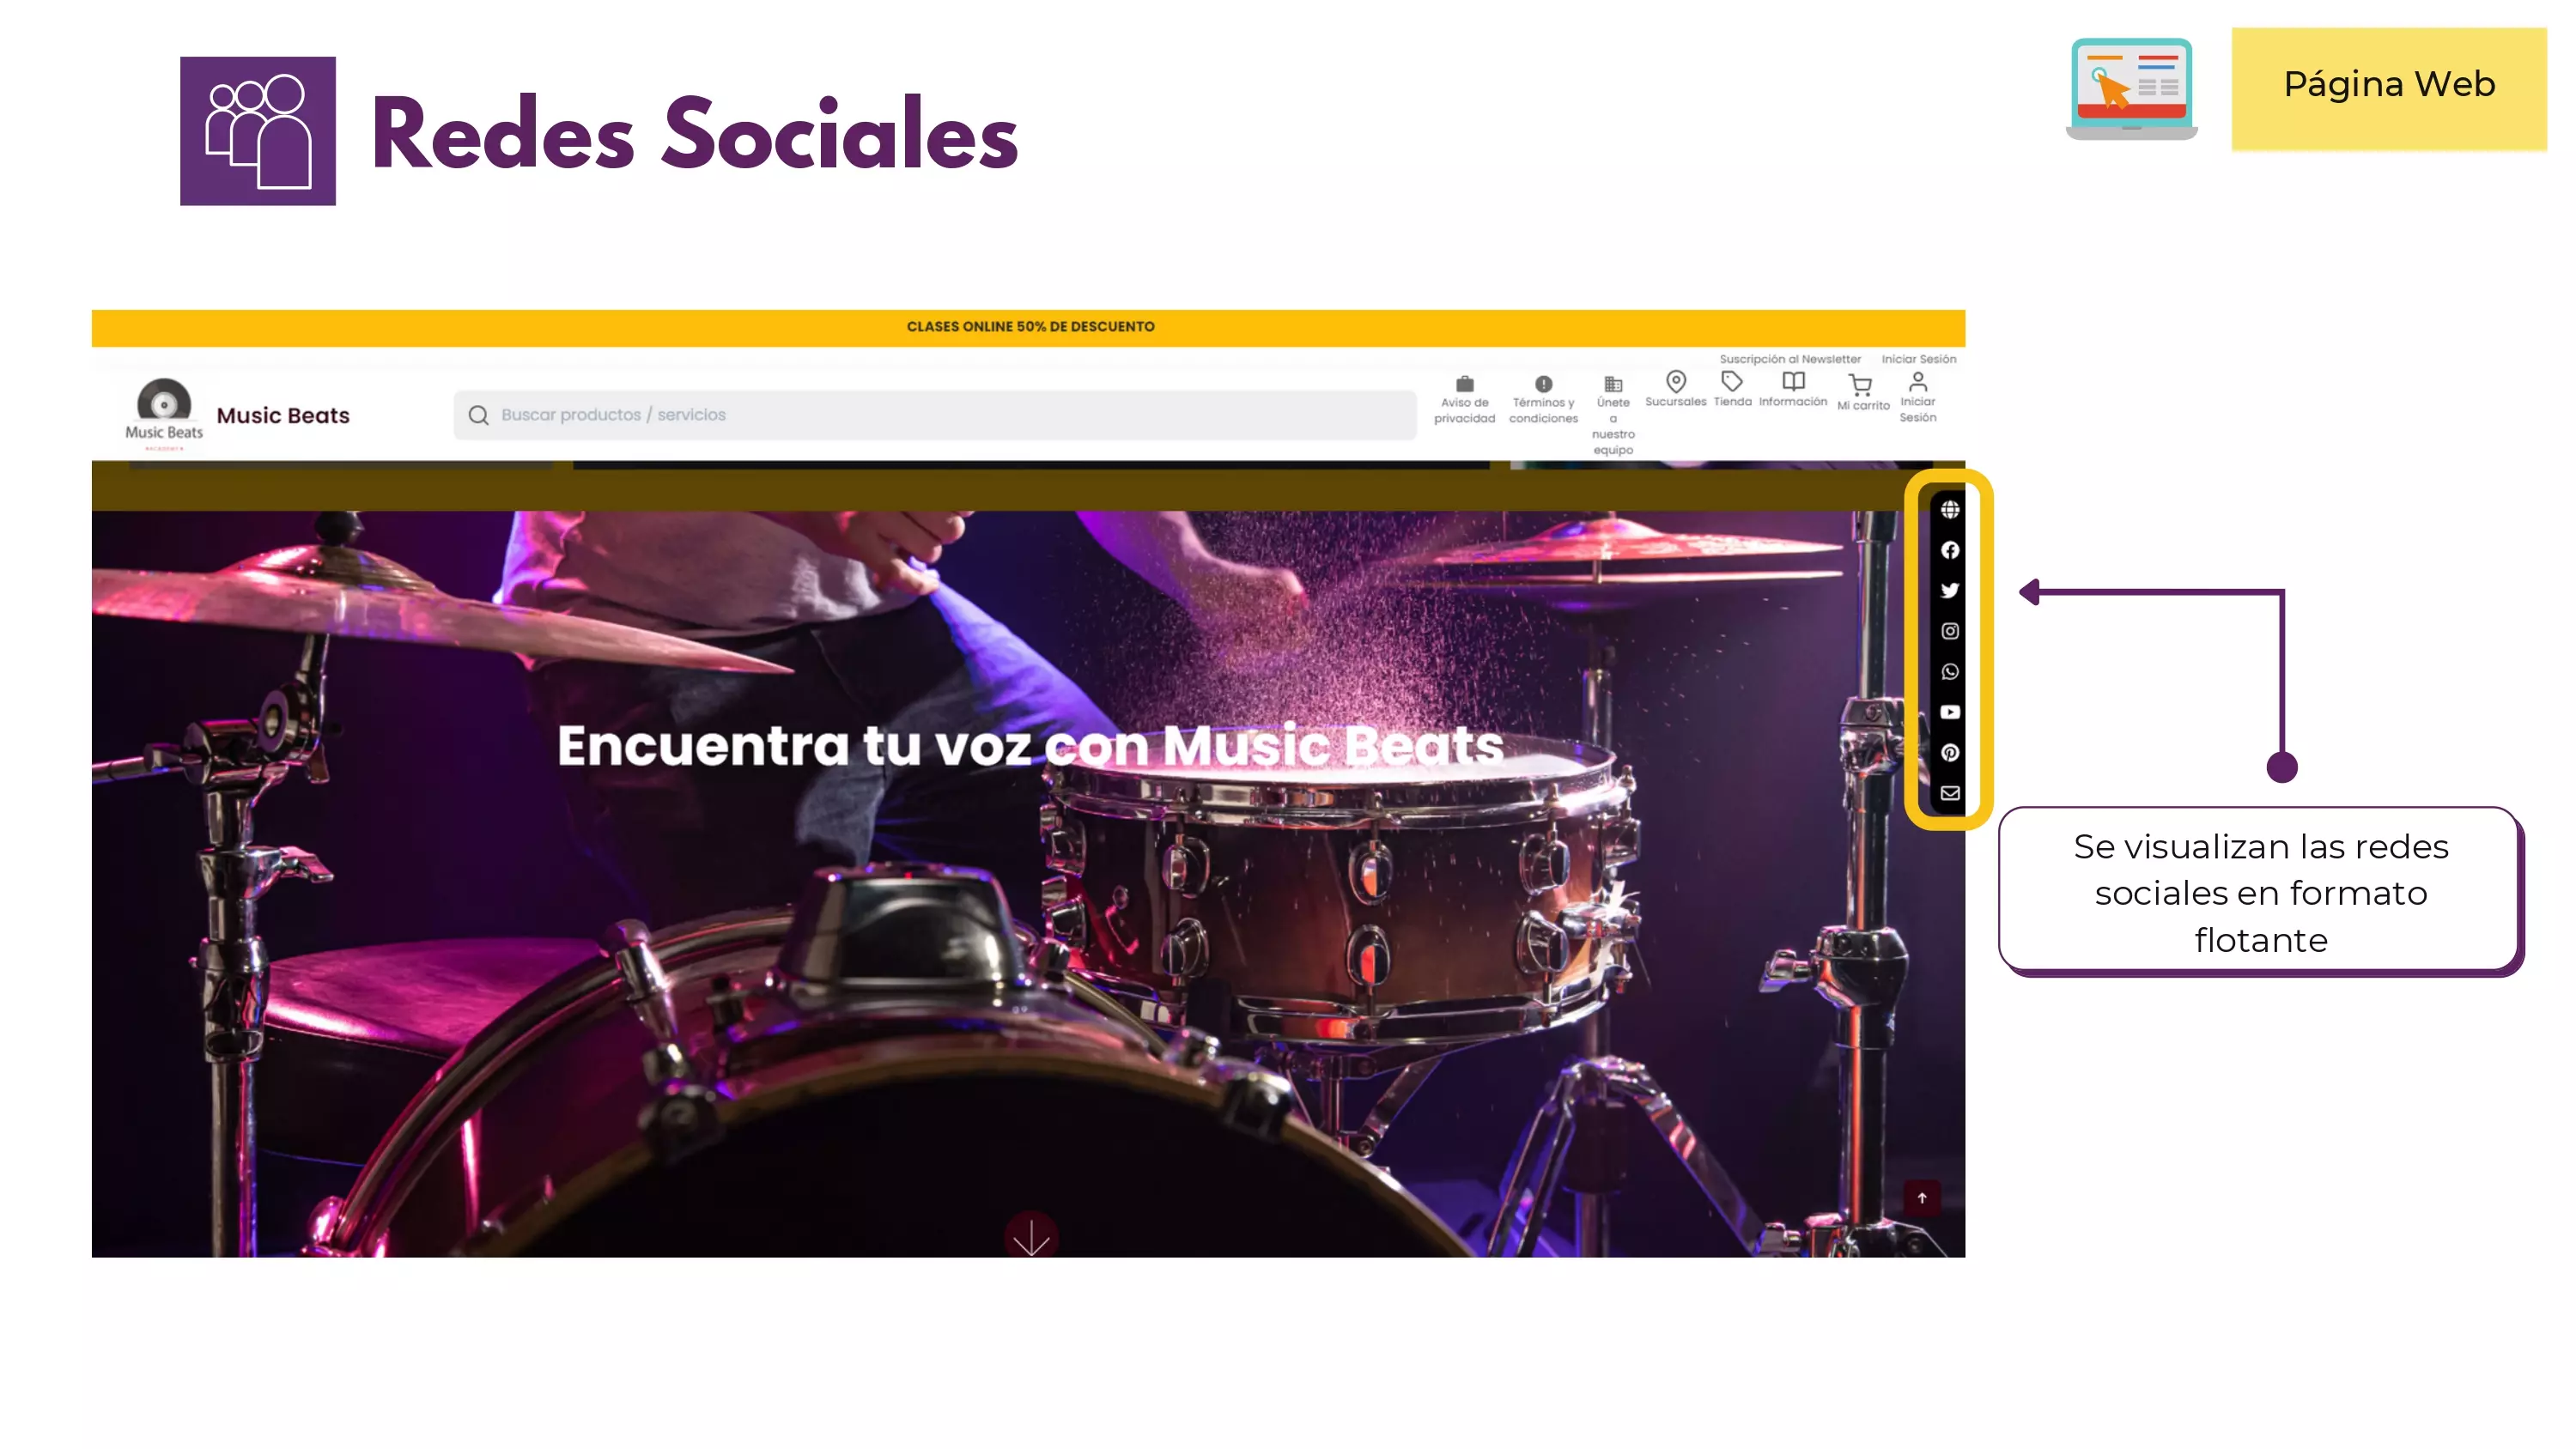 Redes Sociales
Página Web
CLASES ONLINE 50% DE DESCUENTO
Suscripción al Newsletter
Iniciar Sesión
Music Beats
Music Beats
Buscar productos / servicios
Aviso de
privacidad
Términos y
condiciones
Únete
a
nuestro
equipo
Sucursales
Tienda
Información
Mi carrito
Iniciar
Sesión
Encuentra tu voz con Music Beats
Se visualizan las redes
sociales en formato
flotante